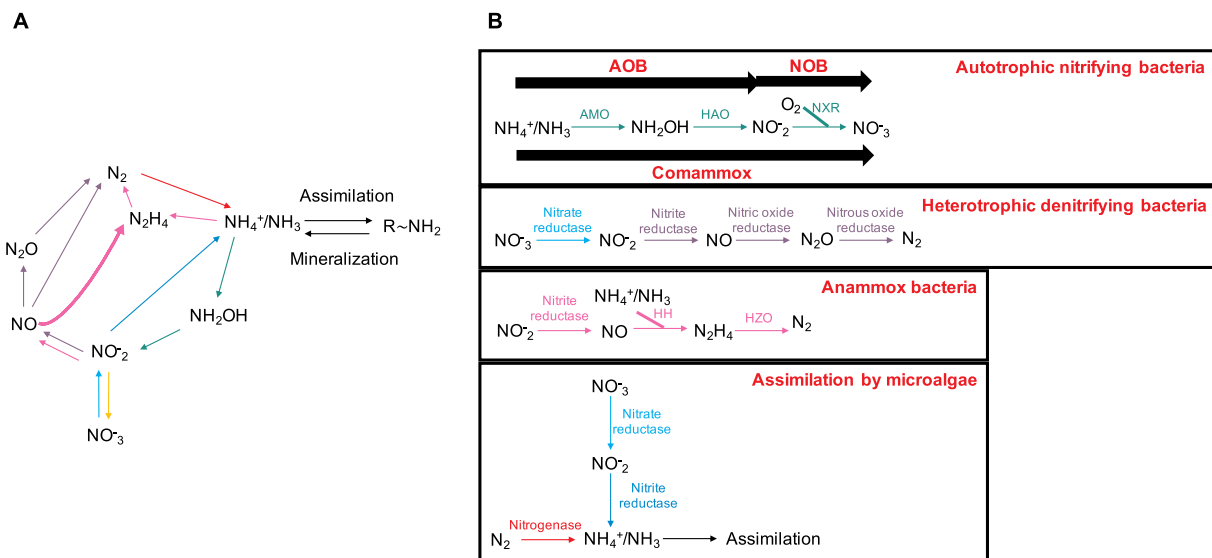 A
N₂
N₂H₄
N₂O
NH₄⁺/NH₃
Assimilation
R~NH₂
Mineralization
NO
NH₂OH
NO⁻₂
NO⁻₃
B
AOB
NOB
Autotrophic nitrifying bacteria
NH₄⁺/NH₃
AMO
NH₂OH
HAO
NO⁻₂
O₂
NXR
NO⁻₃
Comammox
Heterotrophic denitrifying bacteria
NO⁻₃
Nitrate
reductase
NO⁻₂
Nitrite
reductase
NO
Nitric oxide
reductase
N₂O
Nitrous oxide
reductase
N₂
Anammox bacteria
NO⁻₂
Nitrite
reductase
NO
NH₄⁺/NH₃
HH
N₂H₄
HZO
N₂
Assimilation by microalgae
NO⁻₃
Nitrate
reductase
NO⁻₂
Nitrite
reductase
N₂
Nitrogenase
NH₄⁺/NH₃
Assimilation